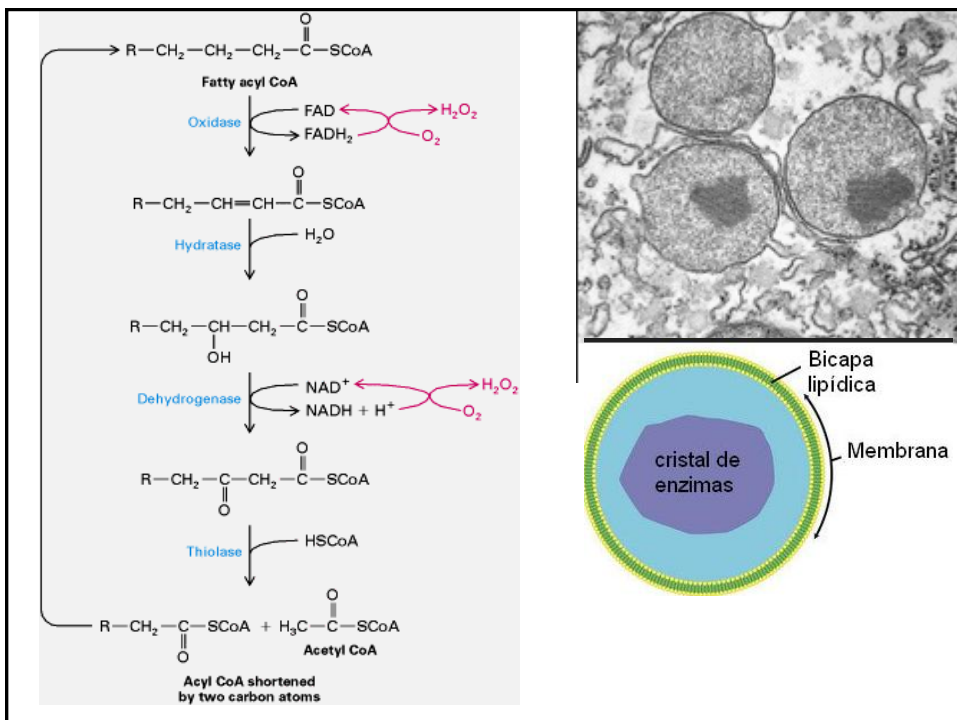 O
R—CH₂—CH₂—CH₂—C—SCoA
Fatty acyl CoA
Oxidase
FAD
H₂O₂
FADH₂
O₂
O
R—CH₂—CH=CH—C—SCoA
Hydratase
H₂O
O
R—CH₂—CH—CH₂—C—SCoA
OH
Dehydrogenase
NAD⁺
H₂O₂
NADH + H⁺
O₂
O
R—CH₂—C—CH₂—C—SCoA
O
Thiolase
HSCoA
O
R—CH₂—C—SCoA + H₃C—C—SCoA
O
Acetyl CoA
Acyl CoA shortened
by two carbon atoms
Bicapa
lipídica
Membrana
cristal de
enzimas